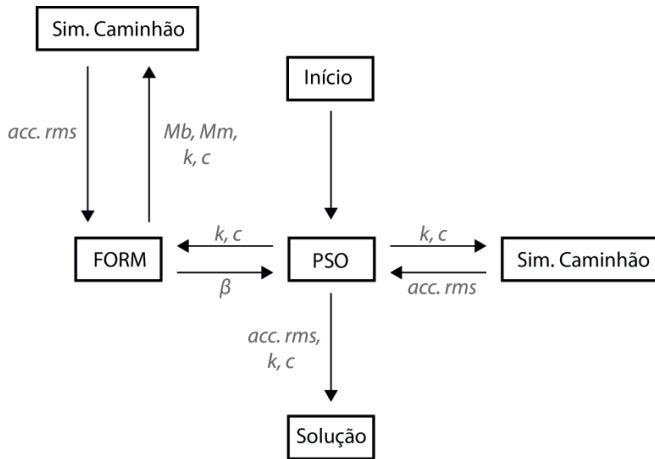 Sim. Caminhão
Início
acc. rms
Mb, Mm,
k, c
k, c
k, c
FORM
PSO
Sim. Caminhão
β
acc. rms
acc. rms,
k, c
Solução